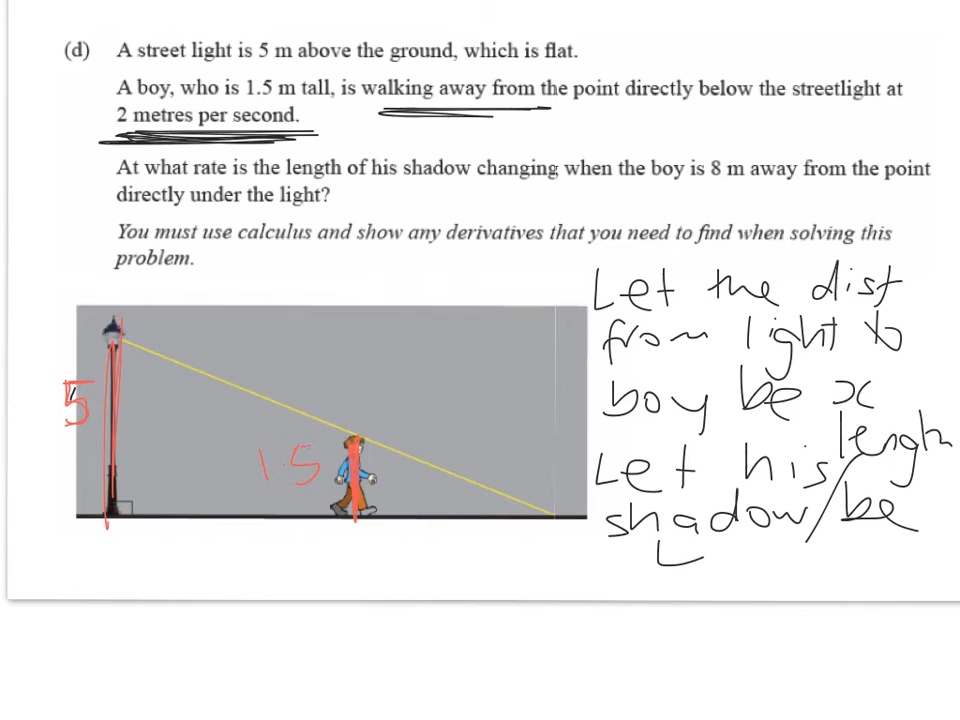 (d) A street light is 5 m above the ground, which is flat.
A boy, who is 1.5 m tall, is walking away from the point directly below the streetlight at
2 metres per second.
At what rate is the length of his shadow changing when the boy is 8 m away from the point
directly under the light?
You must use calculus and show any derivatives that you need to find when solving this
problem.
Let the dist
from light to
boy be x
Let his length
shadow/be
L
5
1.5